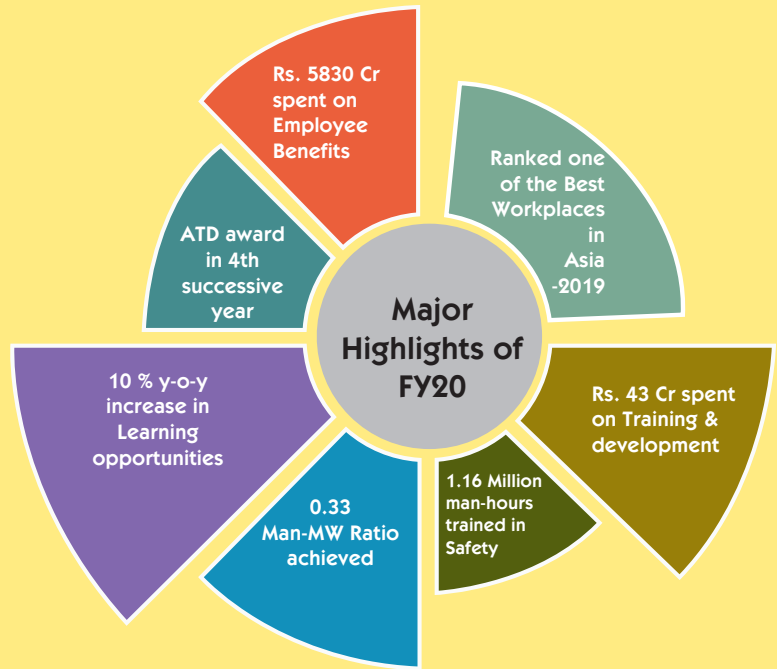 Major
Highlights of
FY20
Rs. 5830 Cr
spent on
Employee
Benefits
Ranked one
of the Best
Workplaces
in
Asia
-2019
Rs. 43 Cr spent
on Training &
development
1.16 Million
man-hours
trained in
Safety
0.33
Man-MW Ratio
achieved
10 % y-o-y
increase in
Learning
opportunities
ATD award
in 4th
successive
year